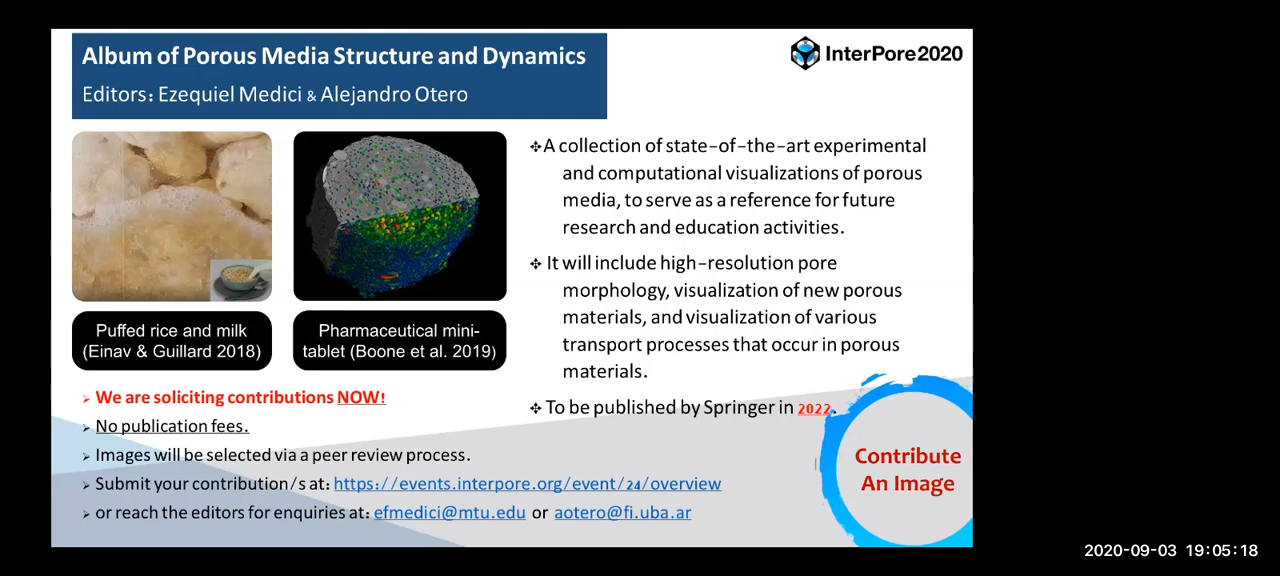 Album of Porous Media Structure and Dynamics
Editors: Ezequiel Medici & Alejandro Otero
InterPore2020
Puffed rice and milk
(Einav & Guillard 2018)
Pharmaceutical mini-
tablet (Boone et al. 2019)
A collection of state-of-the-art experimental
and computational visualizations of porous
media, to serve as a reference for future
research and education activities.
It will include high-resolution pore
morphology, visualization of new porous
materials, and visualization of various
transport processes that occur in porous
materials.
To be published by Springer in 2022.
We are soliciting contributions NOW!
No publication fees.
Images will be selected via a peer review process.
Submit your contribution/s at: https://events.interpore.org/event/24/overview
or reach the editors for enquiries at: efmedici@mtu.edu or aotero@fi.uba.ar
Contribute
An Image
2020-09-03 19:05:18